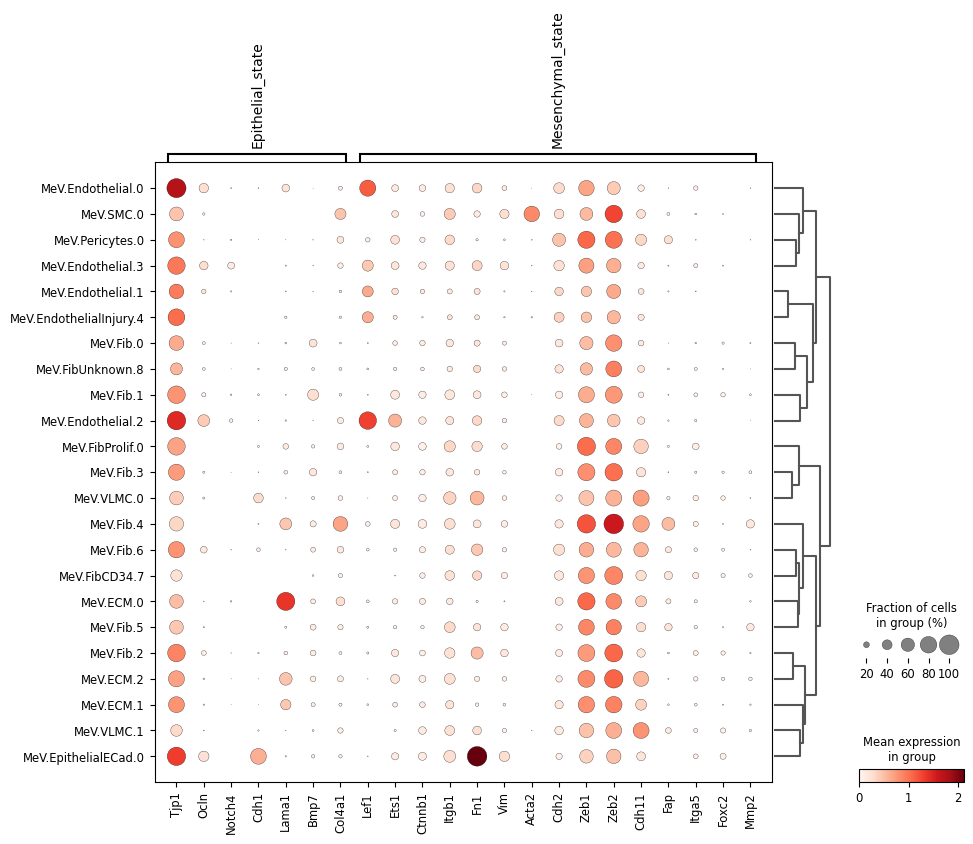 Epithelial_state
Mesenchymal_state
MeV.Endothelial.0
MeV.SMC.0
MeV.Pericytes.0
MeV.Endothelial.3
MeV.Endothelial.1
MeV.EndothelialInjury.4
MeV.Fib.0
MeV.FibUnknown.8
MeV.Fib.1
MeV.Endothelial.2
MeV.FibProlif.0
MeV.Fib.3
MeV.VLMC.0
MeV.Fib.4
MeV.Fib.6
MeV.FibCD34.7
MeV.ECM.0
MeV.Fib.5
MeV.Fib.2
MeV.ECM.2
MeV.ECM.1
MeV.VLMC.1
MeV.EpithelialECad.0
Tjp1
Ocln
Notch4
Cdh1
Lama1
Bmp7
Col4a1
Lef1
Ets1
Ctnnb1
Itgb1
Fn1
Vim
Acta2
Cdh2
Zeb1
Zeb2
Cdh11
Fap
Itga5
Foxc2
Mmp2
Fraction of cells
in group (%)
20 40 60 80 100
Mean expression
in group
0 1 2